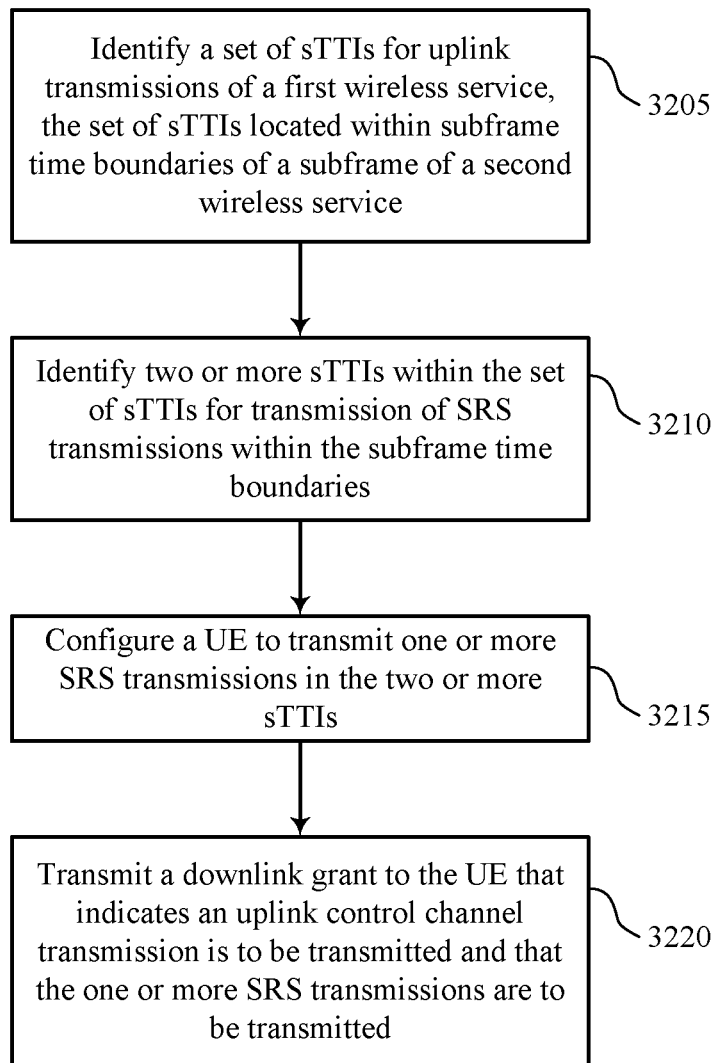 Identify a set of sTTIs for uplink
transmissions of a first wireless service,
the set of sTTIs located within subframe
time boundaries of a subframe of a second
wireless service
3205
Identify two or more sTTIs within the set
of sTTIs for transmission of SRS
transmissions within the subframe time
boundaries
3210
Configure a UE to transmit one or more
SRS transmissions in the two or more
sTTIs
3215
Transmit a downlink grant to the UE that
indicates an uplink control channel
transmission is to be transmitted and that
the one or more SRS transmissions are to
be transmitted
3220